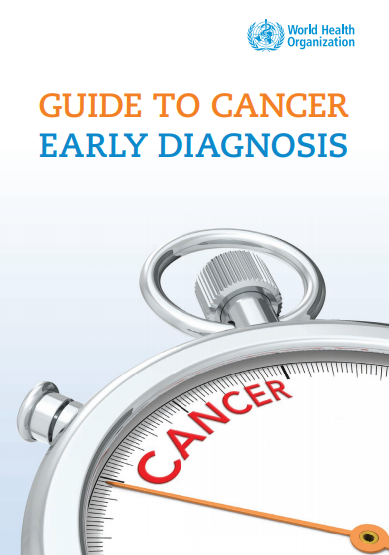 World Health
Organization
GUIDE TO CANCER
EARLY DIAGNOSIS
CANCER